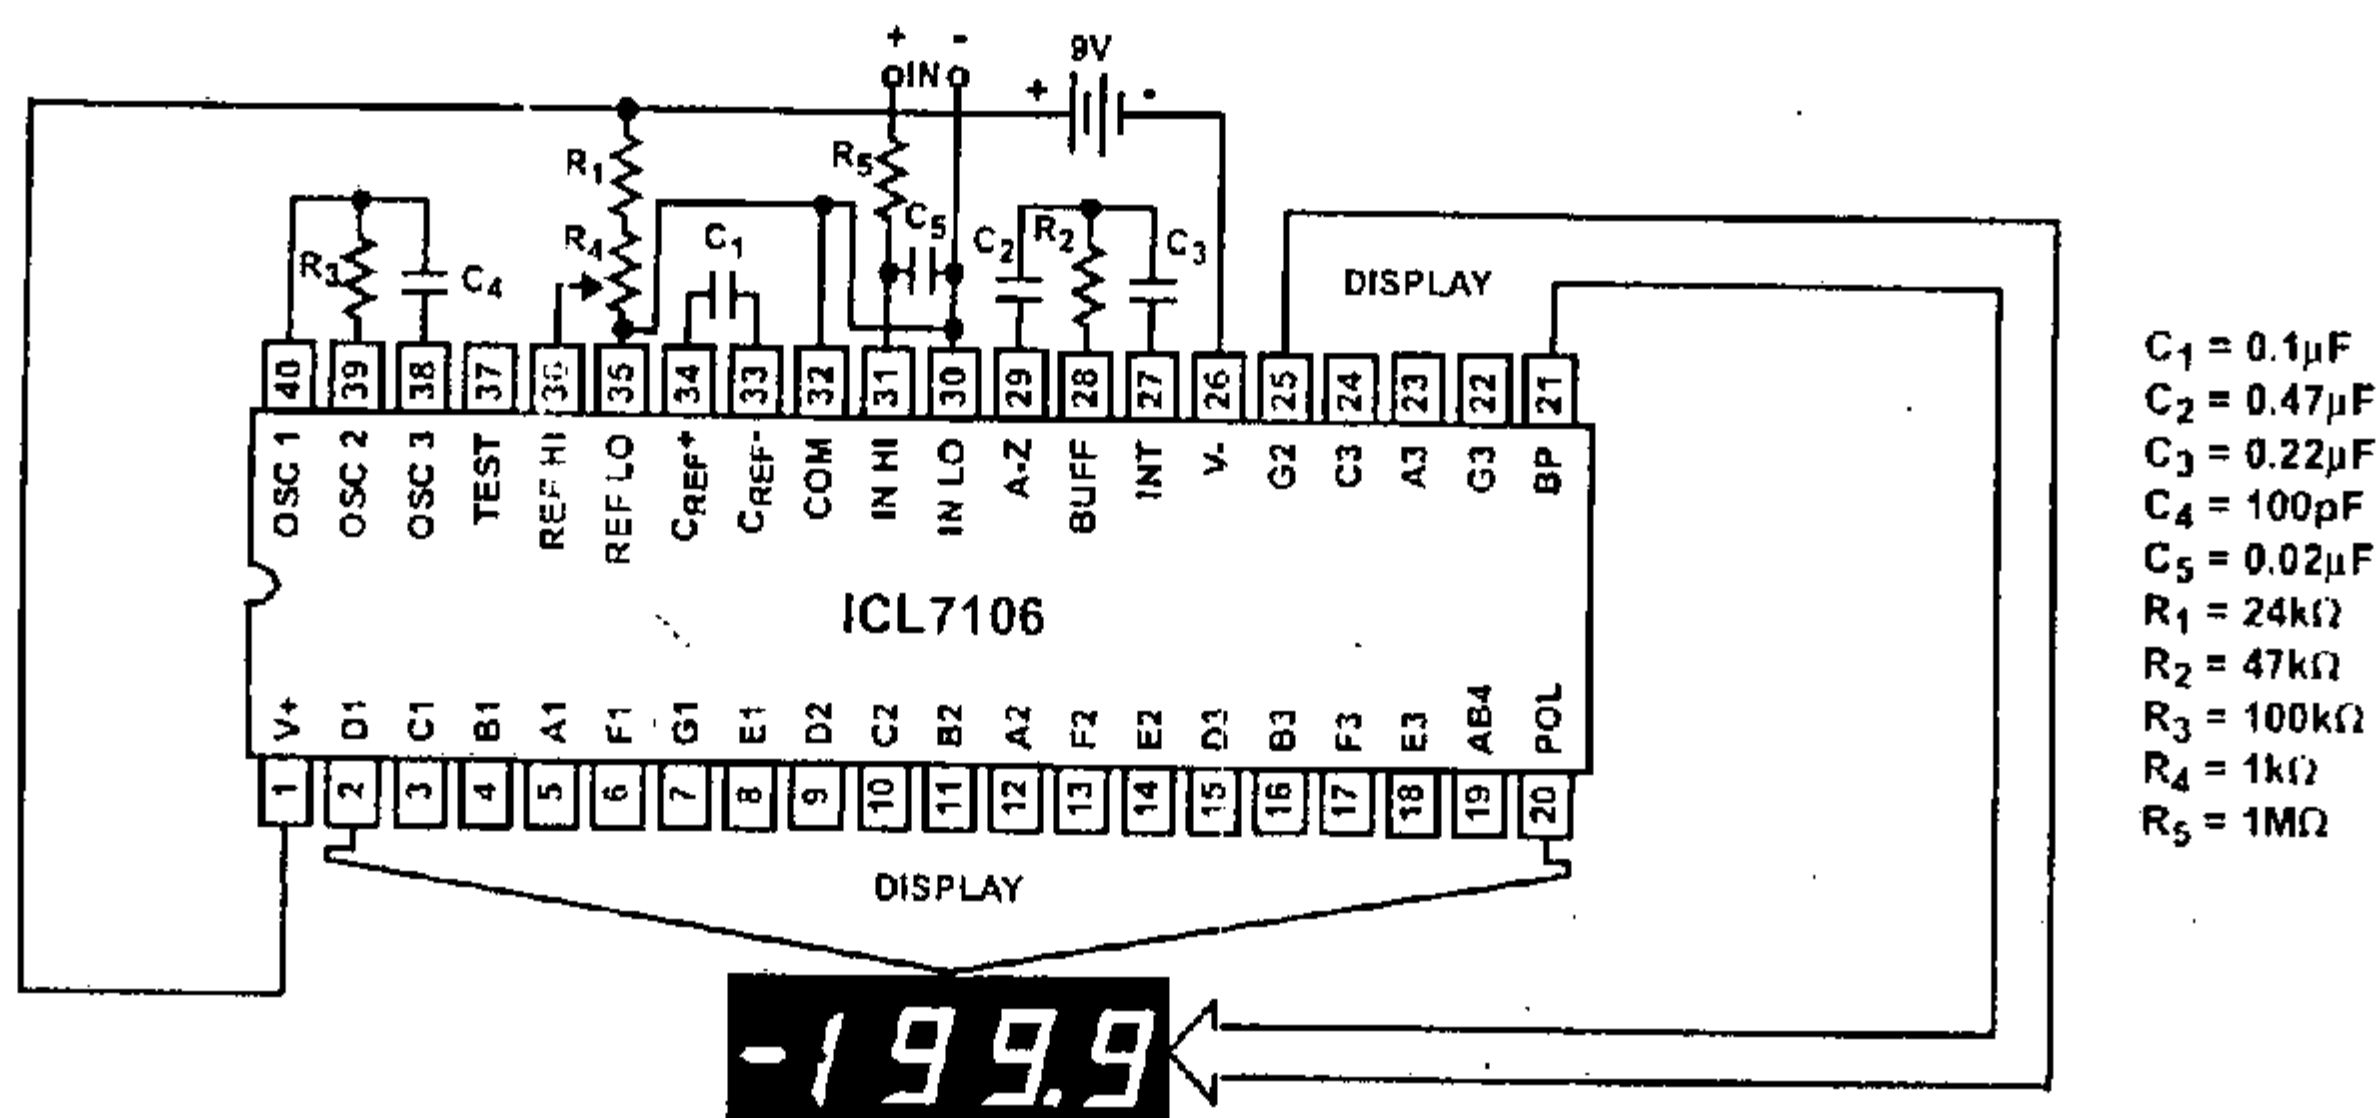 + -
IN
9V
+ -
R1
R5
R4
C1
C5
C2
R2
C3
R3
C4
DISPLAY
40 39 38 37 36 35 34 33 32 31 30 29 28 27 26 25 24 23 22 21
OSC 1 OSC 2 OSC 3 TEST REF HI REF LO CREF+ CREF- COM IN HI IN LO A-Z BUFF INT V- G2 C3 A3 G3 BP
ICL7106
V+ D1 C1 B1 A1 F1 G1 E1 D2 C2 B2 A2 F2 E2 D3 B3 F3 E3 AB4 POL
1 2 3 4 5 6 7 8 9 10 11 12 13 14 15 16 17 18 19 20
DISPLAY
-199.9
C1 = 0.1μF
C2 = 0.47μF
C3 = 0.22μF
C4 = 100pF
C5 = 0.02μF
R1 = 24kΩ
R2 = 47kΩ
R3 = 100kΩ
R4 = 1kΩ
R5 = 1MΩ